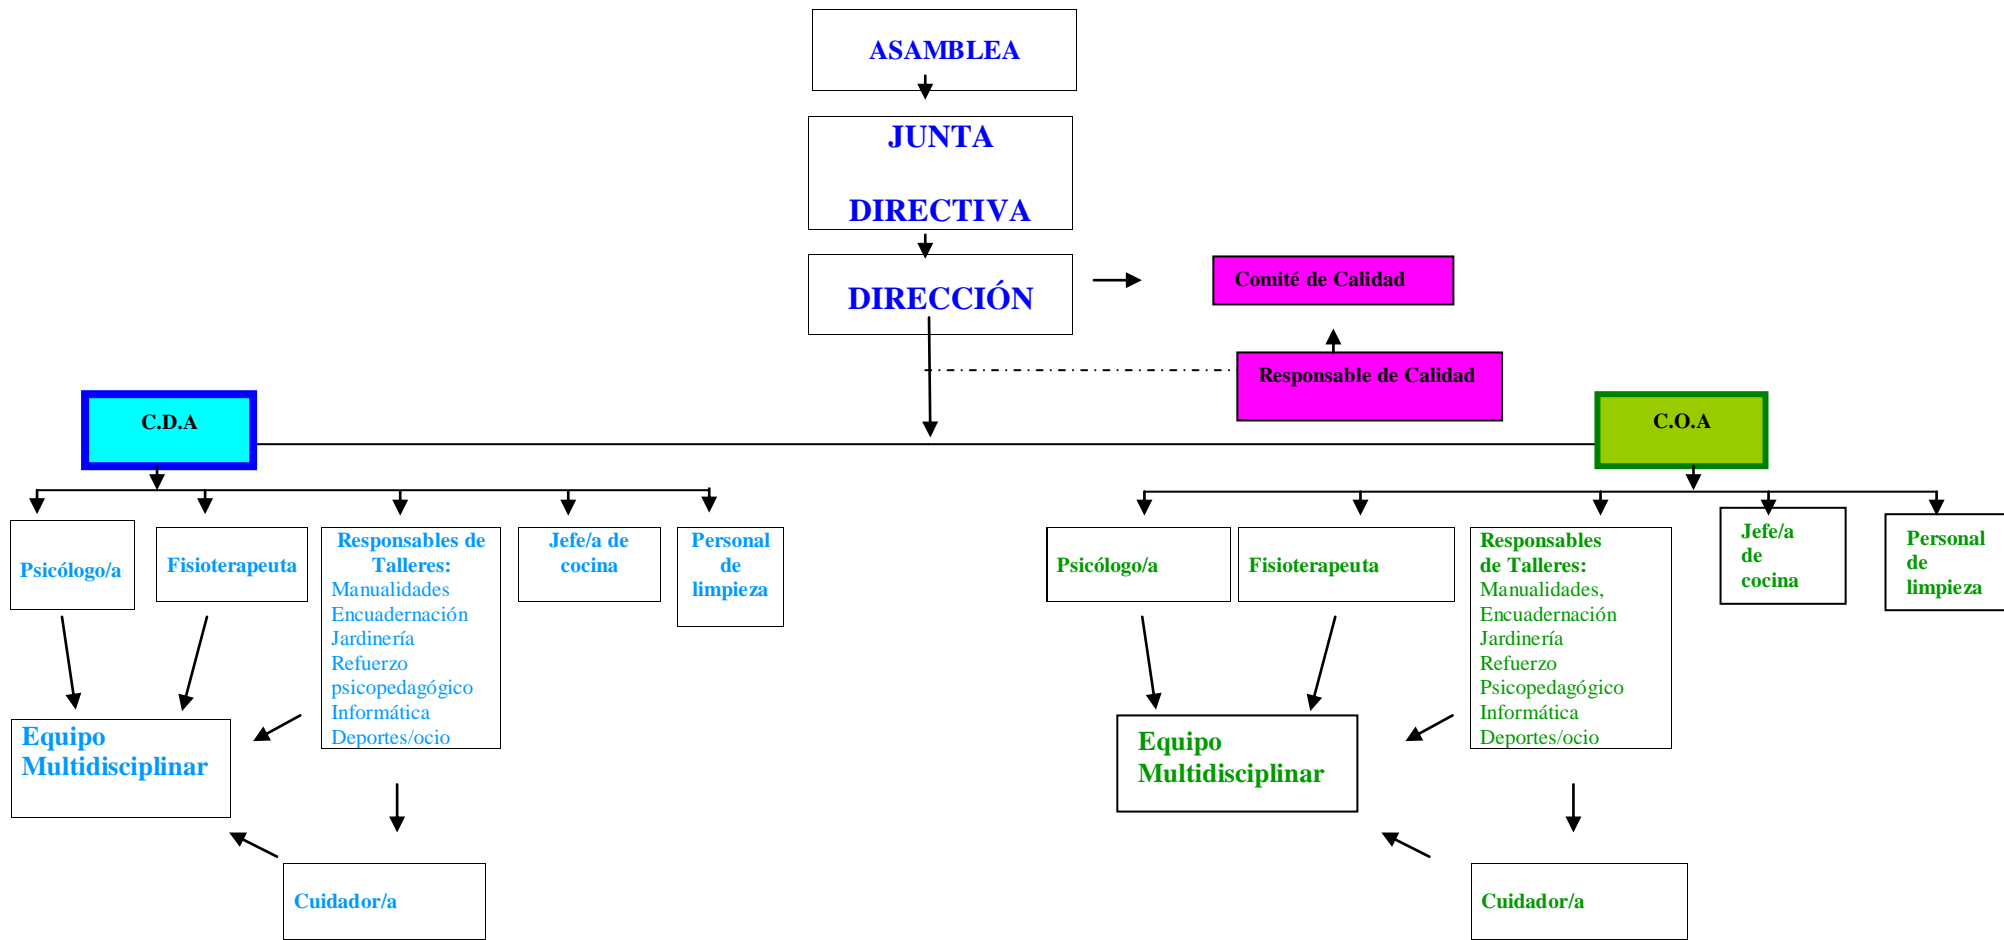 ASAMBLEA
JUNTA
DIRECTIVA
DIRECCIÓN
Comité de Calidad
Responsable de Calidad
C.D.A
C.O.A
Psicólogo/a
Fisioterapeuta
Responsables de
Talleres:
Manualidades
Encuadernación
Jardinería
Refuerzo
psicopedagógico
Informática
Deportes/ocio
Jefe/a de
cocina
Personal
de
limpieza
Equipo
Multidisciplinar
Cuidador/a
Psicólogo/a
Fisioterapeuta
Responsables
de Talleres:
Manualidades,
Encuadernación
Jardinería
Refuerzo
Psicopedagógico
Informática
Deportes/ocio
Jefe/a
de
cocina
Personal
de
limpieza
Equipo
Multidisciplinar
Cuidador/a